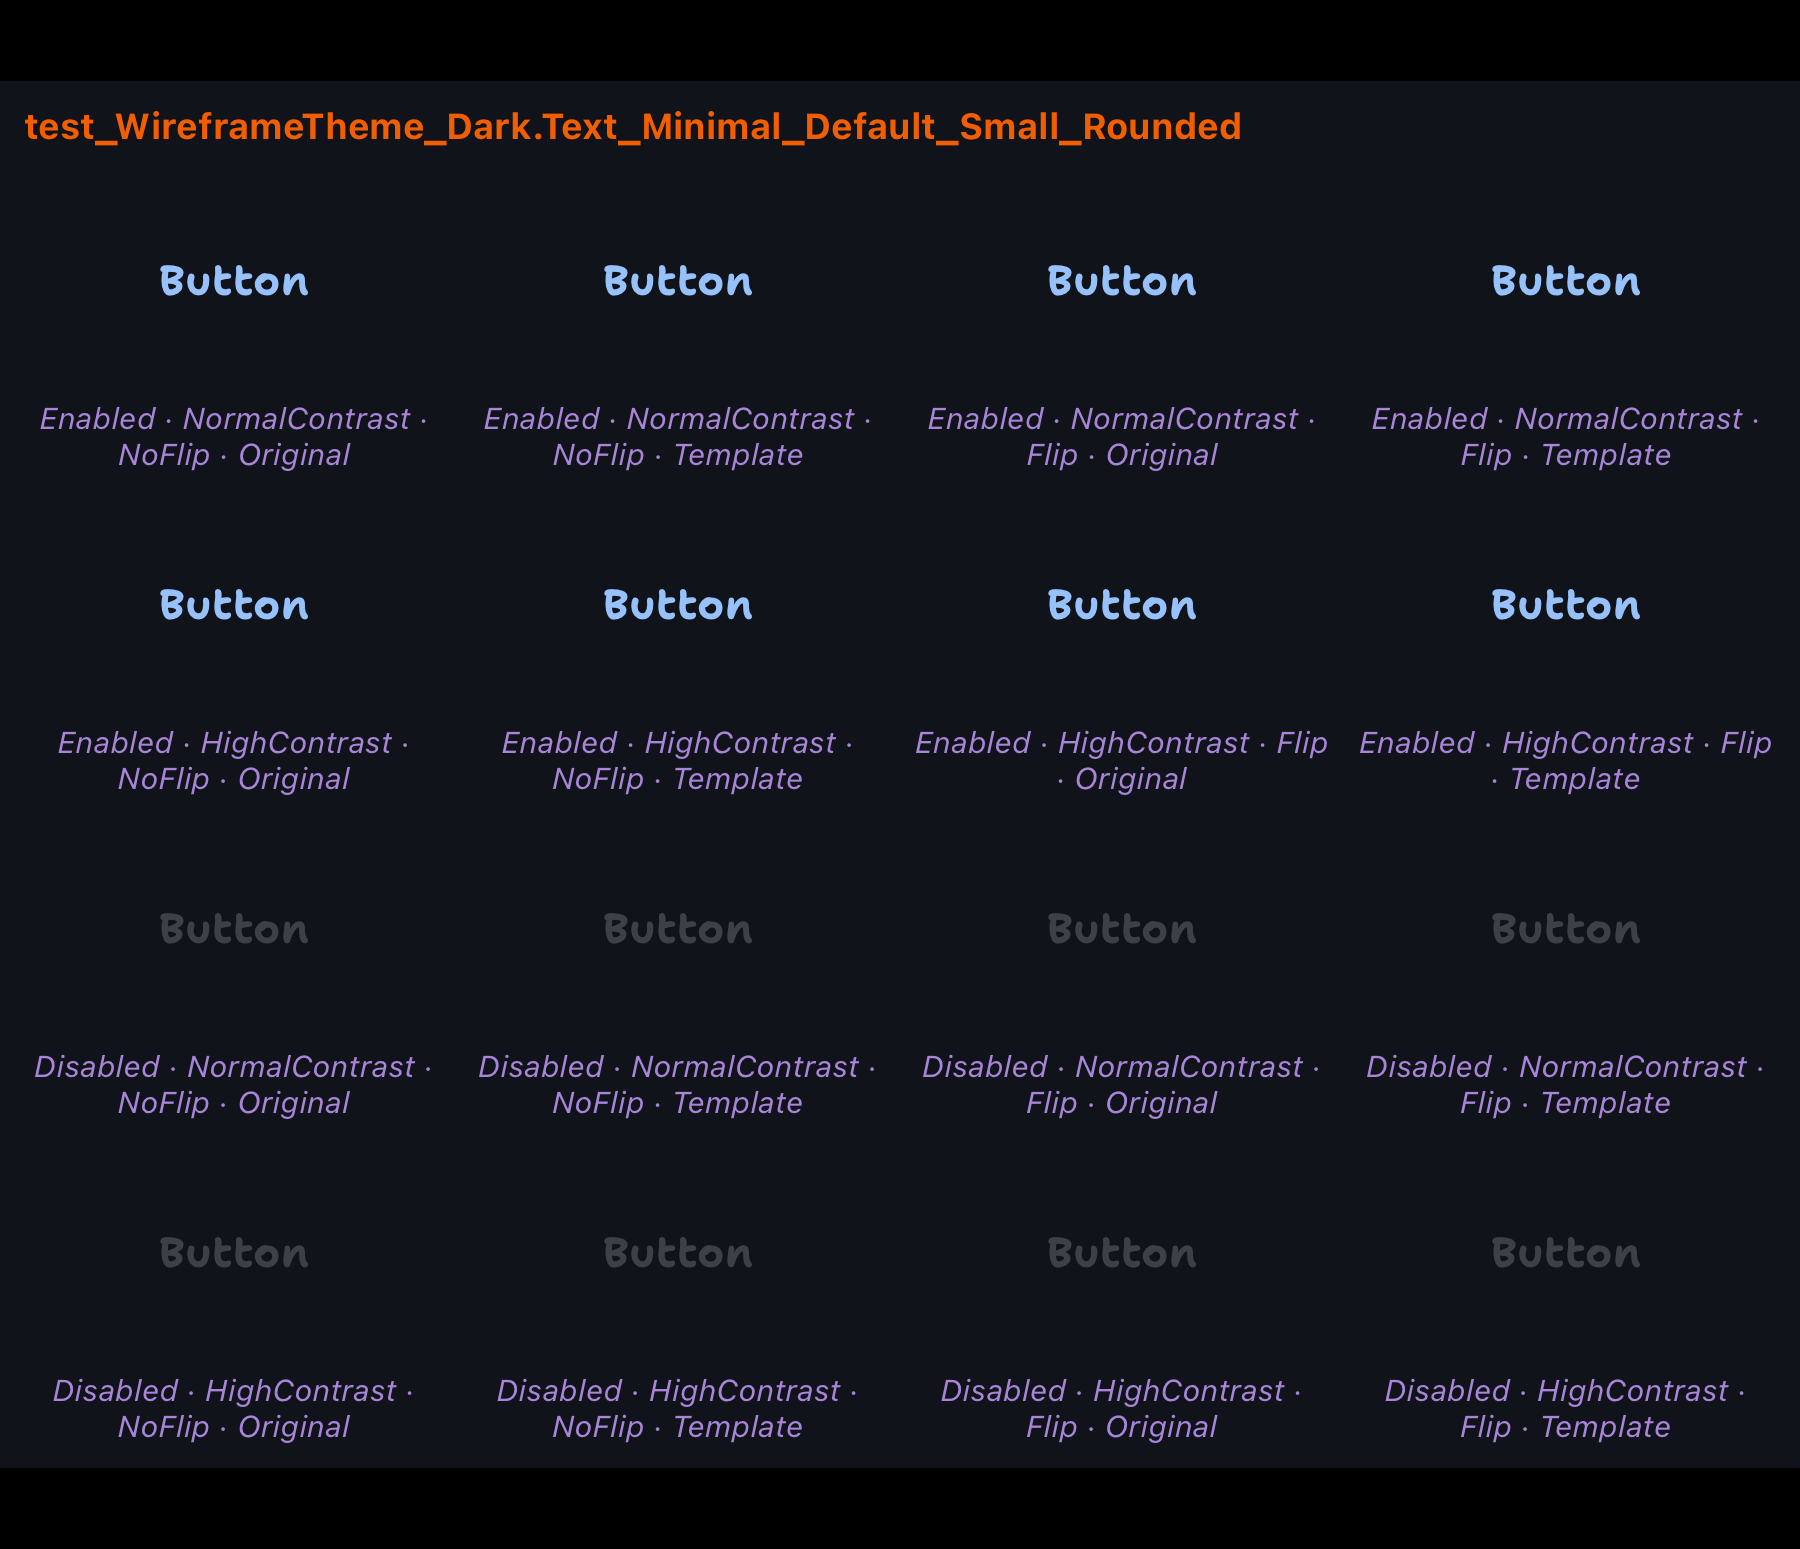 test_WireframeTheme_Dark.Text_Minimal_Default_Small_Rounded
Button Button Button Button
Enabled · NormalContrast · Enabled · NormalContrast · Enabled · NormalContrast · Enabled · NormalContrast ·
NoFlip · Original NoFlip · Template Flip · Original Flip · Template
Button Button Button Button
Enabled · HighContrast · Enabled · HighContrast · Enabled · HighContrast · Flip Enabled · HighContrast · Flip
NoFlip · Original NoFlip · Template · Original · Template
Button Button Button Button
Disabled · NormalContrast · Disabled · NormalContrast · Disabled · NormalContrast · Disabled · NormalContrast ·
NoFlip · Original NoFlip · Template Flip · Original Flip · Template
Button Button Button Button
Disabled · HighContrast · Disabled · HighContrast · Disabled · HighContrast · Disabled · HighContrast ·
NoFlip · Original NoFlip · Template Flip · Original Flip · Template